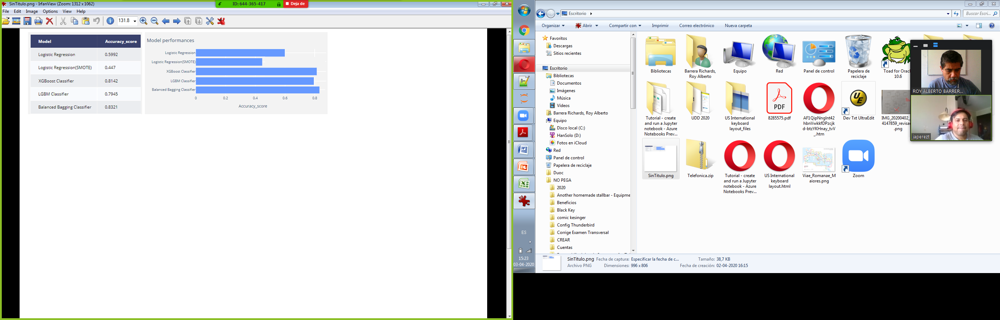 SinTitulo.png - IrfanView (Zoom: 1312 x 1062)
ID: 644-365-417
Deja de
File Edit Image Options View Help
131.8
Model Accuracy_score
Logistic Regression 0.5992
Logistic Regression(SMOTE) 0.447
XGBoost Classifier 0.8142
LGBM Classifier 0.7945
Balanced Bagging Classifier 0.8321
Model performances
Logistic Regression
Logistic Regression(SMOTE)
XGBoost Classifier
LGBM Classifier
Balanced Bagging Classifier
0 0.2 0.4 0.6 0.8
Accuracy_score
ES
15:23
03-04-2020
Escritorio
Buscar Escri...
Organizar Abrir Compartir con Imprimir Correo electrónico Nueva carpeta
Favoritos
Descargas
Sitios recientes
Escritorio
Bibliotecas
Documentos
Imágenes
Música
Vídeos
Barrera Richards, Roy Alberto
Equipo
Disco local (C:)
HanSolo (D:)
Fotos en iCloud
Red
Panel de control
Papelera de reciclaje
Duoc
NO PEGA
2020
Another homemade stallbar - Equipme
Beneficios
Black Key
comic kesinger
Config Thunderbird
Corrige Examen Transversal
CREAR
Cuentas
Bibliotecas
Barrera Richards,
Roy Alberto
Equipo
Red
Panel de control
Papelera de
reciclaje
Toad for Orac
10.6
Tutorial - create
and run a Jupyter
notebook - Azure
Notebooks Prev...
UDD 2020
US International
keyboard
layout_files
PDF
8285575.pdf
AF1QipNngInt42
hbnVwkkfDPzcjk
d-btzYKHnay_tvV
_.htm
UE
Dev Txt UltraEdit
IMG_20200402_
4147859_revisad
.png
SinTitulo.png
Telefonica.zip
Tutorial - create
and run a Jupyter
notebook - Azure
Notebooks Prev...
US International
keyboard
layout.html
Viae_Romanae_M
aiores.png
Zoom
ROY ALBERTO BARRER...
japerezt
SinTitulo.png Fecha de captura: Especificar la fecha de c... Tamaño: 38,7 KB
Archivo PNG Dimensiones: 996 x 806 Fecha de creación: 02-04-2020 16:15